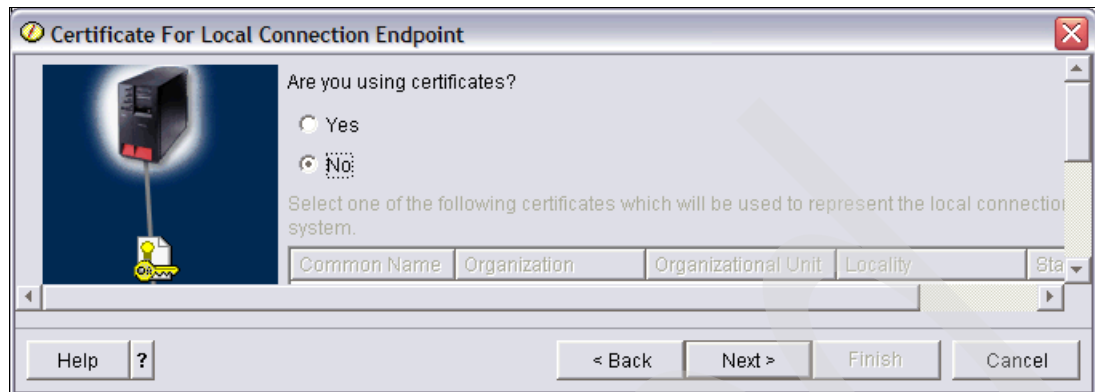 Certificate For Local Connection Endpoint
Are you using certificates?
Yes
No
Select one of the following certificates which will be used to represent the local connection
system.
Common Name Organization Organizational Unit Locality Sta
Help ? < Back Next > Finish Cancel